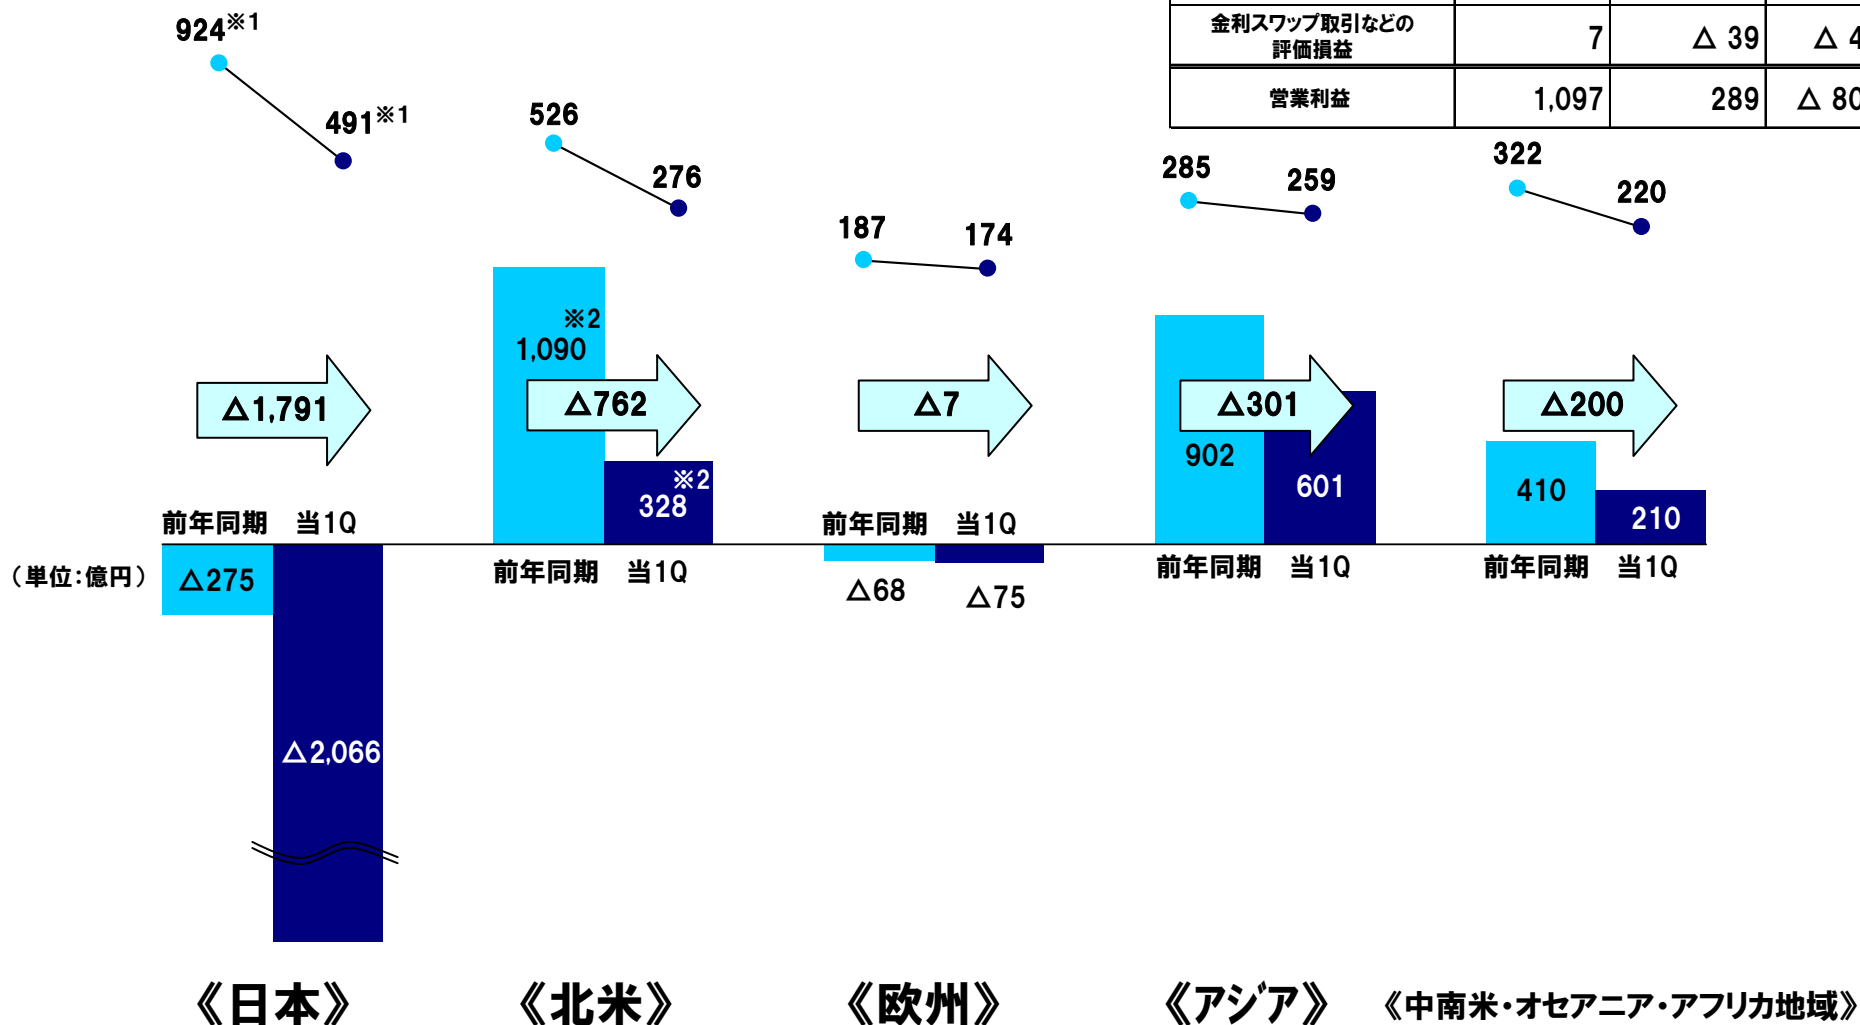 金利スワップ取引などの
評価損益
7
△ 39
△ 4
営業利益
1,097
289
△ 80
924※1
491※1
526
276
187
174
285
259
322
220
※2
1,090
△1,791
△762
△7
△301
△200
902
※2
328
601
410
210
前年同期 当1Q
前年同期 当1Q
(単位:億円)
△275
前年同期 当1Q
前年同期 当1Q
前年同期 当1Q
△68
△75
△2,066
《日本》
《北米》
《欧州》
《アジア》
《中南米・オセアニア・アフリカ地域》